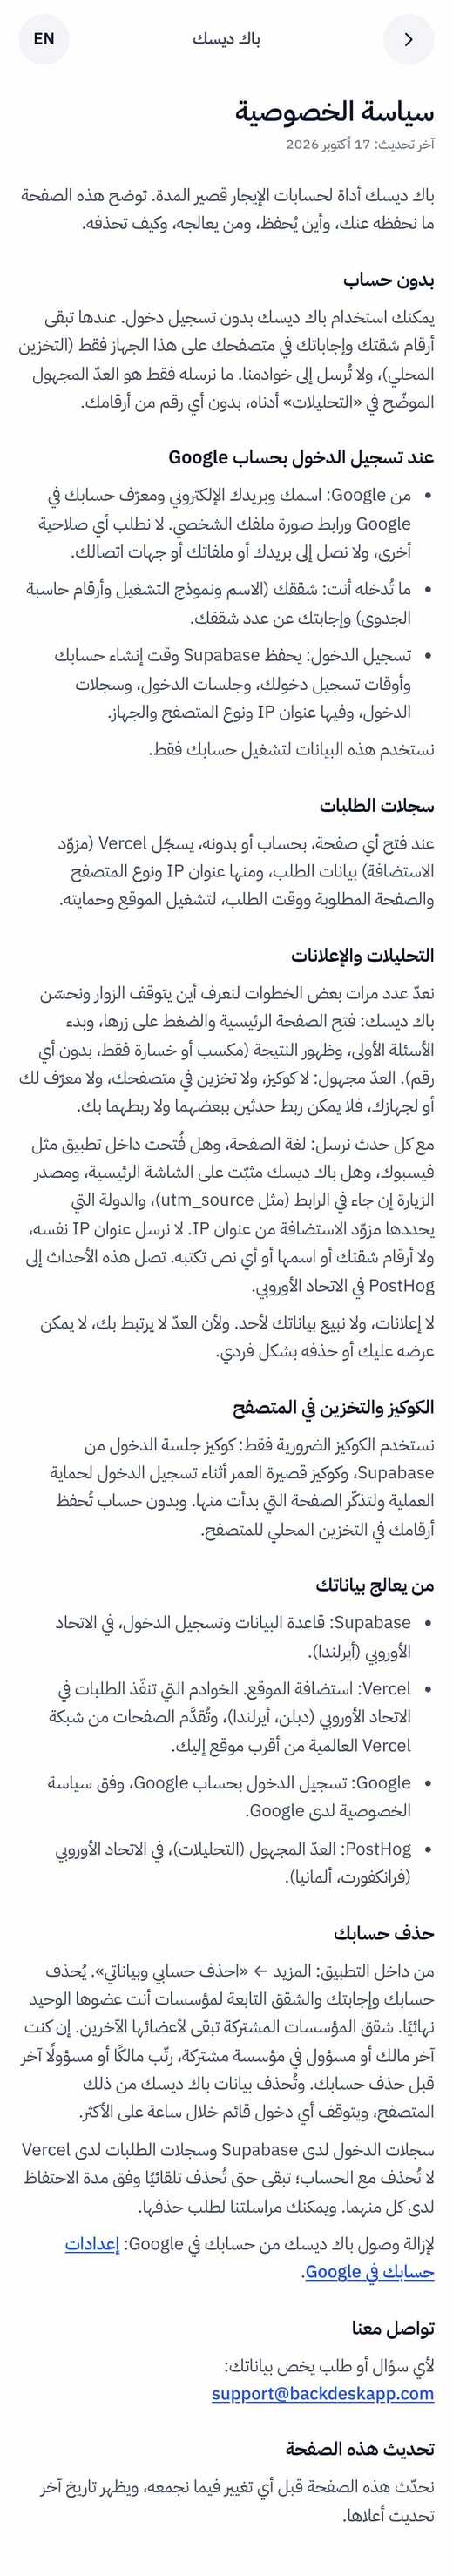 باك ديسك
EN
سياسة الخصوصية
آخر تحديث: 17 أكتوبر 2026
باك ديسك أداة لحسابات الإيجار قصير المدة. توضح هذه الصفحة
ما نحفظه عنك، وأين يُحفظ، ومن يعالجه، وكيف تحذفه.
بدون حساب
يمكنك استخدام باك ديسك بدون تسجيل دخول. عندها تبقى
أرقام شقتك وإجاباتك في متصفحك على هذا الجهاز فقط (التخزين
المحلي)، ولا تُرسل إلى خوادمنا. ما نرسله فقط هو العدّ المجهول
الموضّح في «التحليلات» أدناه، بدون أي رقم من أرقامك.
عند تسجيل الدخول بحساب Google
• من Google: اسمك وبريدك الإلكتروني ومعرّف حسابك في
Google ورابط صورة ملفك الشخصي. لا نطلب أي صلاحية
أخرى، ولا نصل إلى بريدك أو ملفاتك أو جهات اتصالك.
• ما تُدخله أنت: شققك (الاسم ونموذج التشغيل وأرقام حاسبة
الجدوى) وإجابتك عن عدد شققك.
• تسجيل الدخول: يحفظ Supabase وقت إنشاء حسابك
وأوقات تسجيل دخولك، وجلسات الدخول، وسجلات
الدخول، وفيها عنوان IP ونوع المتصفح والجهاز.
نستخدم هذه البيانات لتشغيل حسابك فقط.
سجلات الطلبات
عند فتح أي صفحة، بحساب أو بدونه، يسجّل Vercel (مزوّد
الاستضافة) بيانات الطلب، ومنها عنوان IP ونوع المتصفح
والصفحة المطلوبة ووقت الطلب، لتشغيل الموقع وحمايته.
التحليلات والإعلانات
نعدّ عدد مرات بعض الخطوات لنعرف أين يتوقف الزوار ونحسّن
باك ديسك: فتح الصفحة الرئيسية والضغط على زرها، وبدء
الأسئلة الأولى، وظهور النتيجة (مكسب أو خسارة فقط، بدون أي
رقم). العدّ مجهول: لا كوكيز، ولا تخزين في متصفحك، ولا معرّف لك
أو لجهازك، فلا يمكن ربط حدثين ببعضهما ولا ربطهما بك.
مع كل حدث نرسل: لغة الصفحة، وهل فُتحت داخل تطبيق مثل
فيسبوك، وهل باك ديسك مثبّت على الشاشة الرئيسية، ومصدر
الزيارة إن جاء في الرابط (مثل utm_source)، والدولة التي
يحددها مزوّد الاستضافة من عنوان IP. لا نرسل عنوان IP نفسه،
ولا أرقام شقتك أو اسمها أو أي نص تكتبه. تصل هذه الأحداث إلى
PostHog في الاتحاد الأوروبي.
لا إعلانات، ولا نبيع بياناتك لأحد. ولأن العدّ لا يرتبط بك، لا يمكن
عرضه عليك أو حذفه بشكل فردي.
الكوكيز والتخزين في المتصفح
نستخدم الكوكيز الضرورية فقط: كوكيز جلسة الدخول من
Supabase، وكوكيز قصيرة العمر أثناء تسجيل الدخول لحماية
العملية ولتذكّر الصفحة التي بدأت منها. وبدون حساب تُحفظ
أرقامك في التخزين المحلي للمتصفح.
من يعالج بياناتك
• Supabase: قاعدة البيانات وتسجيل الدخول، في الاتحاد
الأوروبي (أيرلندا).
• Vercel: استضافة الموقع. الخوادم التي تنفّذ الطلبات في
الاتحاد الأوروبي (دبلن، أيرلندا)، وتُقدَّم الصفحات من شبكة
Vercel العالمية من أقرب موقع إليك.
• Google: تسجيل الدخول بحساب Google، وفق سياسة
الخصوصية لدى Google.
• PostHog: العدّ المجهول (التحليلات)، في الاتحاد الأوروبي
(فرانكفورت، ألمانيا).
حذف حسابك
من داخل التطبيق: المزيد ← «احذف حسابي وبياناتي». يُحذف
حسابك وإجابتك والشقق التابعة لمؤسسات أنت عضوها الوحيد
نهائيًا. شقق المؤسسات المشتركة تبقى لأعضائها الآخرين. إن كنت
آخر مالك أو مسؤول في مؤسسة مشتركة، رتّب مالكًا أو مسؤولًا آخر
قبل حذف حسابك. وتُحذف بيانات باك ديسك من ذلك
المتصفح، ويتوقف أي دخول قائم خلال ساعة على الأكثر.
سجلات الدخول لدى Supabase وسجلات الطلبات لدى Vercel
لا تُحذف مع الحساب؛ تبقى حتى تُحذف تلقائيًا وفق مدة الاحتفاظ
لدى كل منهما. ويمكنك مراسلتنا لطلب حذفها.
لإزالة وصول باك ديسك من حسابك في Google: إعدادات
حسابك في Google.
تواصل معنا
لأي سؤال أو طلب يخص بياناتك:
support@backdeskapp.com
تحديث هذه الصفحة
نحدّث هذه الصفحة قبل أي تغيير فيما نجمعه، ويظهر تاريخ آخر
تحديث أعلاها.